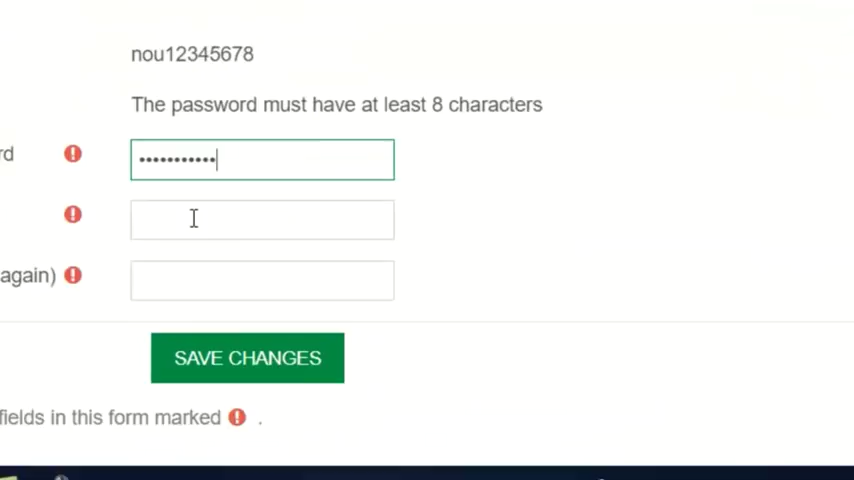 nou12345678
The password must have at least 8 characters
rd
•••••••••••
again)
SAVE CHANGES
fields in this form marked .